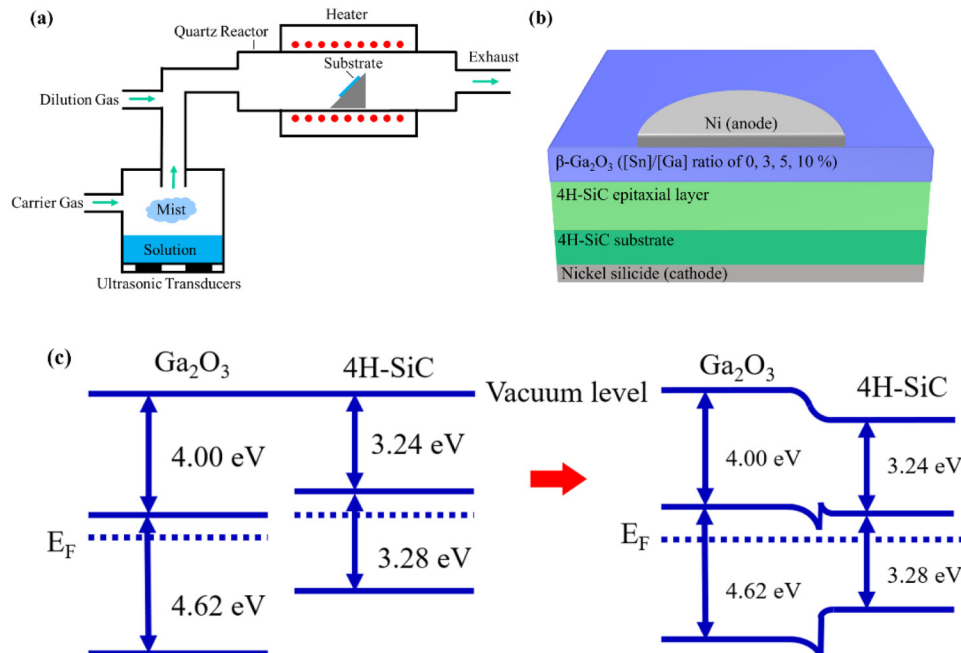 (a)
Heater
Quartz Reactor
Exhaust
Substrate
Dilution Gas
Carrier Gas
Mist
Solution
Ultrasonic Transducers
(b)
Ni (anode)
β-Ga₂O₃ ([Sn]/[Ga] ratio of 0, 3, 5, 10 %)
4H-SiC epitaxial layer
4H-SiC substrate
Nickel silicide (cathode)
(c)
Ga₂O₃
4H-SiC
4.00 eV
3.24 eV
E_F
4.62 eV
3.28 eV
Vacuum level
Ga₂O₃
4H-SiC
4.00 eV
3.24 eV
E_F
4.62 eV
3.28 eV